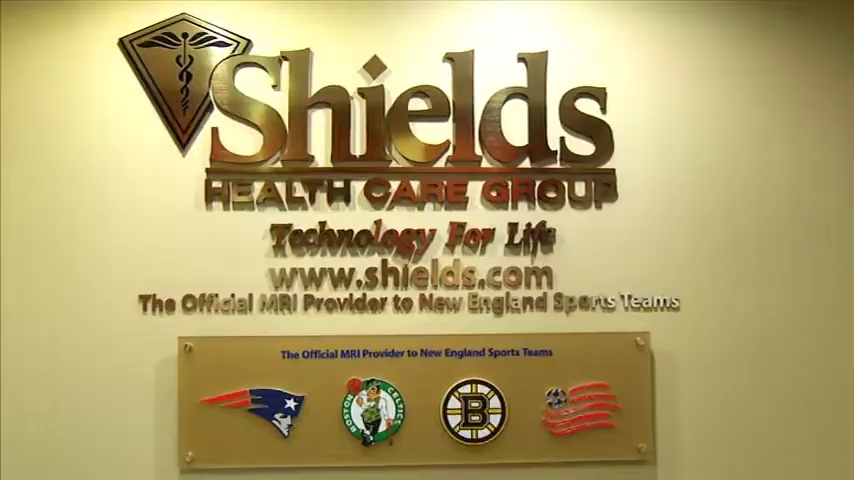 Shields
HEALTH CARE GROUP
Technology For Life
www.shields.com
The Official MRI Provider to New England Sports Teams
The Official MRI Provider to New England Sports Teams
BOSTON CELTICS
B